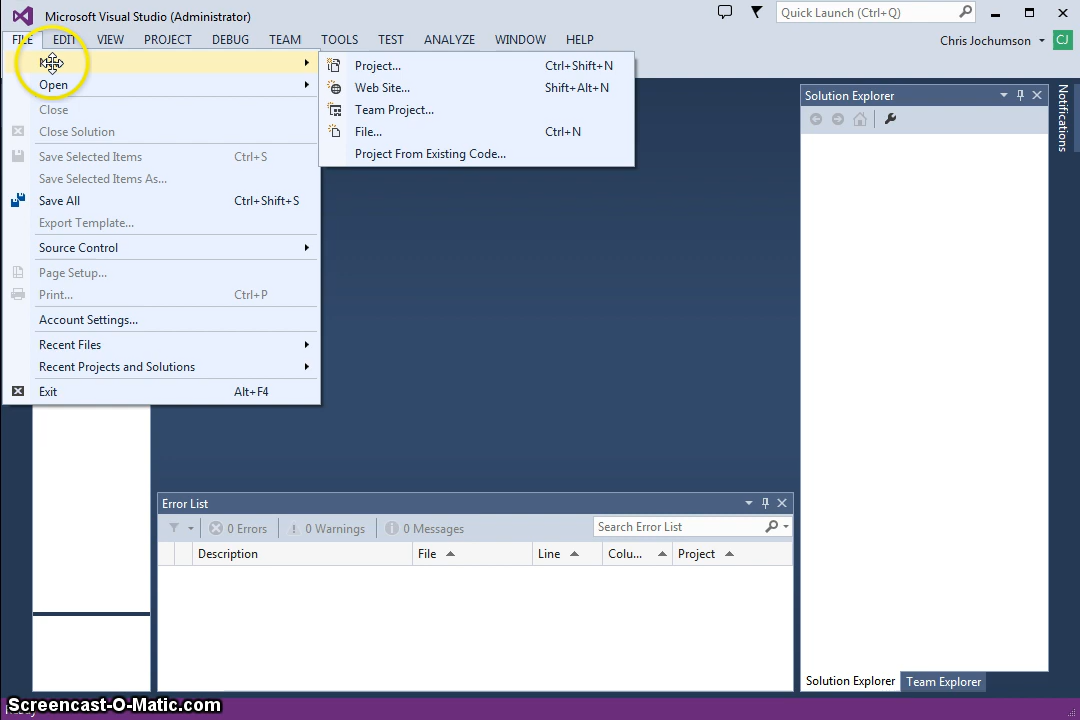 Microsoft Visual Studio (Administrator)
Quick Launch (Ctrl+Q)
FILE EDIT VIEW PROJECT DEBUG TEAM TOOLS TEST ANALYZE WINDOW HELP
Chris Jochumson CJ
Open
Close
Close Solution
Save Selected Items Ctrl+S
Save Selected Items As...
Save All Ctrl+Shift+S
Export Template...
Source Control
Page Setup...
Print... Ctrl+P
Account Settings...
Recent Files
Recent Projects and Solutions
Exit Alt+F4
Project... Ctrl+Shift+N
Web Site... Shift+Alt+N
Team Project...
File... Ctrl+N
Project From Existing Code...
Solution Explorer
Notifications
Error List
0 Errors 0 Warnings 0 Messages
Search Error List
Description File Line Colu... Project
Solution Explorer Team Explorer
Screencast-O-Matic.com